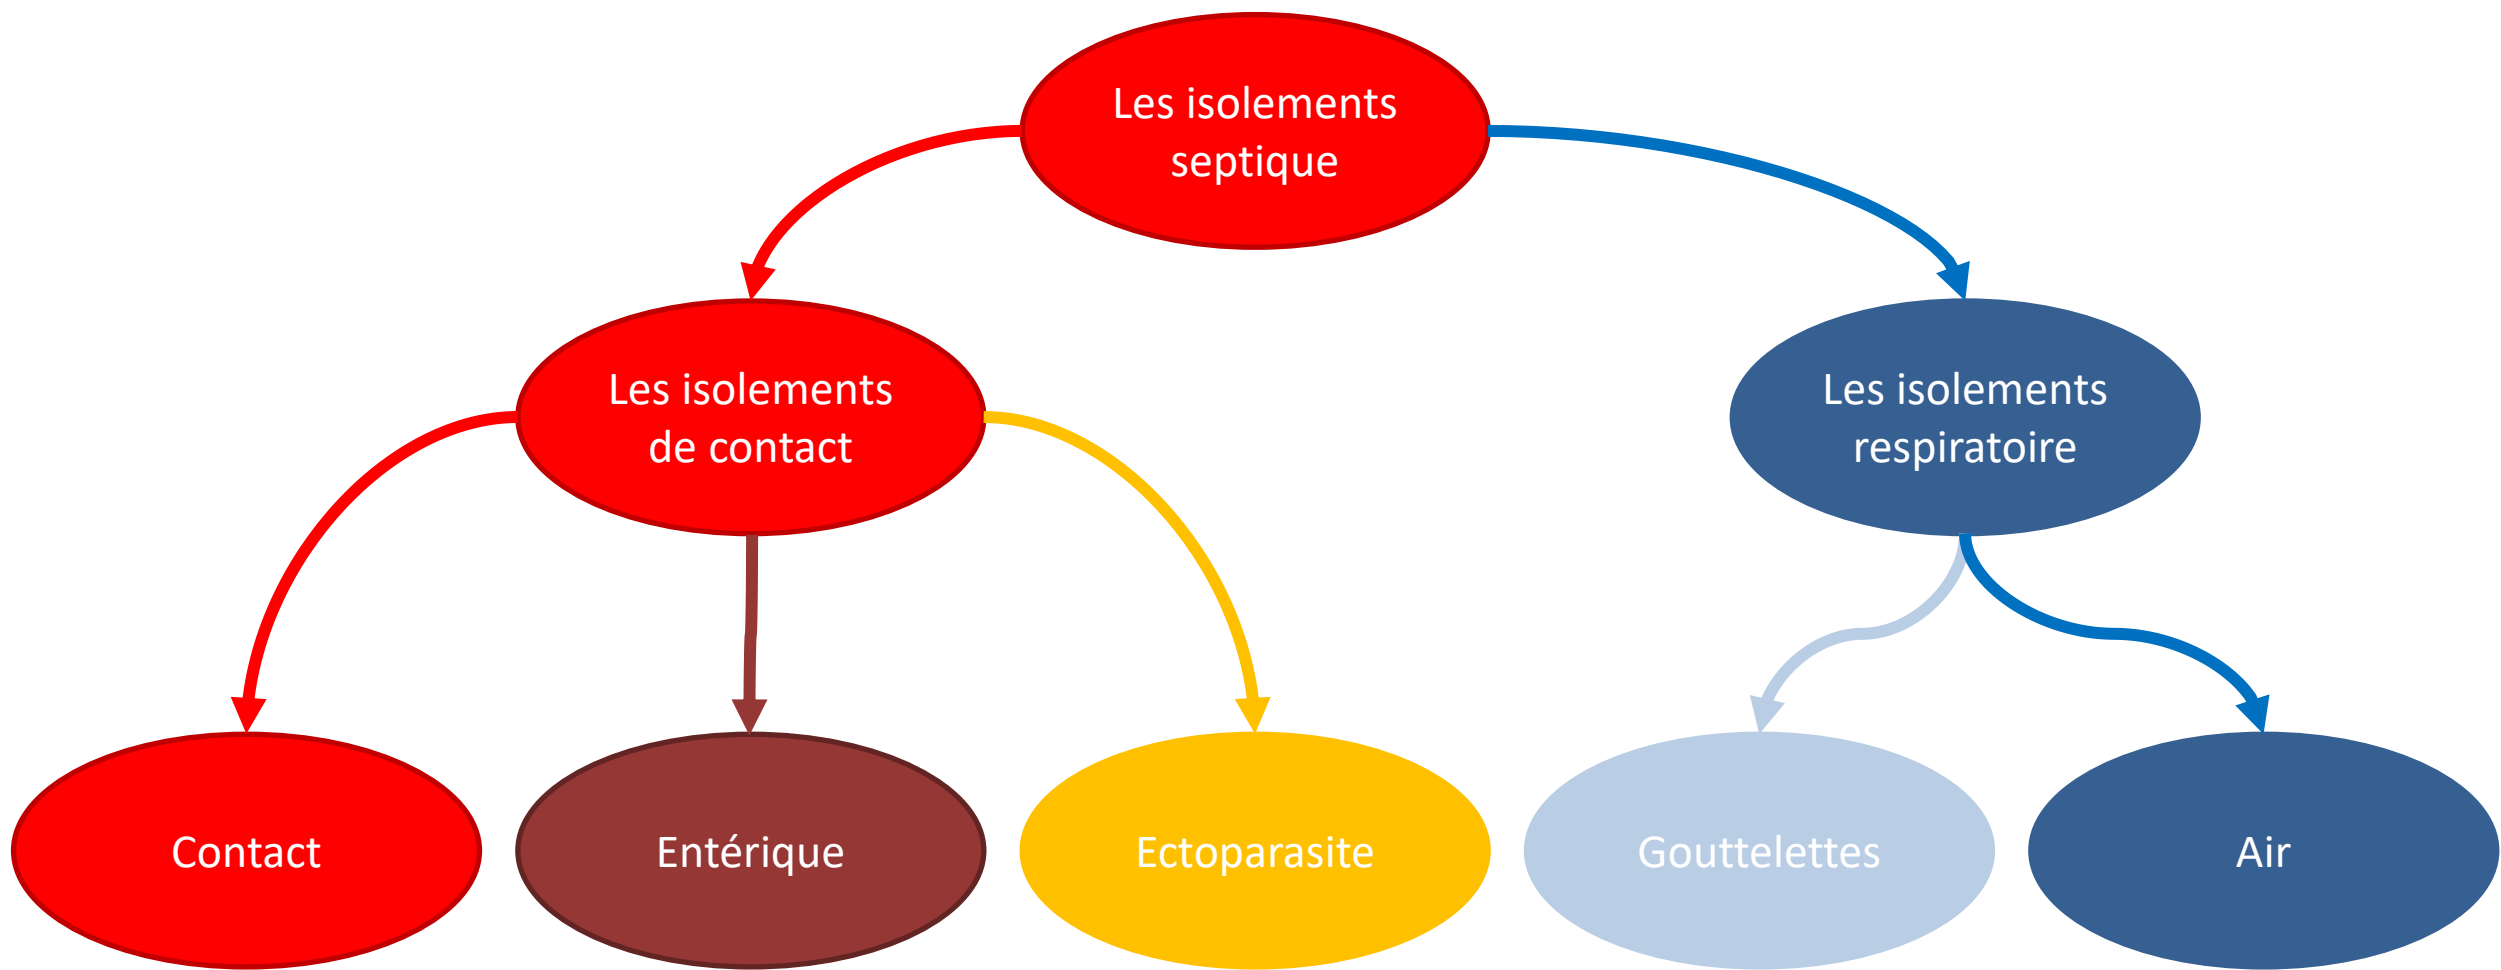 Les isolements
septique
Les isolements
de contact
Les isolements
respiratoire
Contact
Entérique
Ectoparasite
Gouttelettes
Air